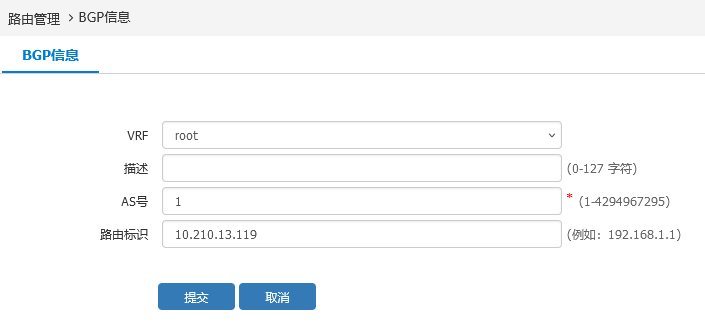 路由管理 > BGP信息
BGP信息
VRF root
描述 (0-127 字符)
AS号 1 * (1-4294967295)
路由标识 10.210.13.119 (例如：192.168.1.1)
提交 取消